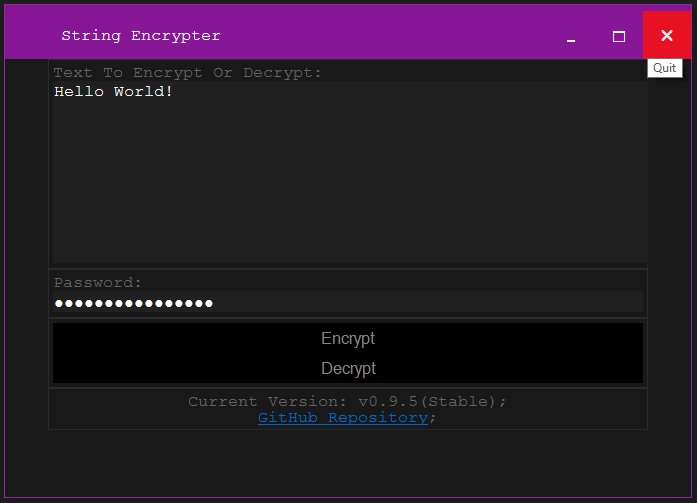 String Encrypter
Quit
Text To Encrypt Or Decrypt:
Hello World!
Password:
●●●●●●●●●●●●●●●●
Encrypt
Decrypt
Current Version: v0.9.5(Stable);
GitHub Repository;